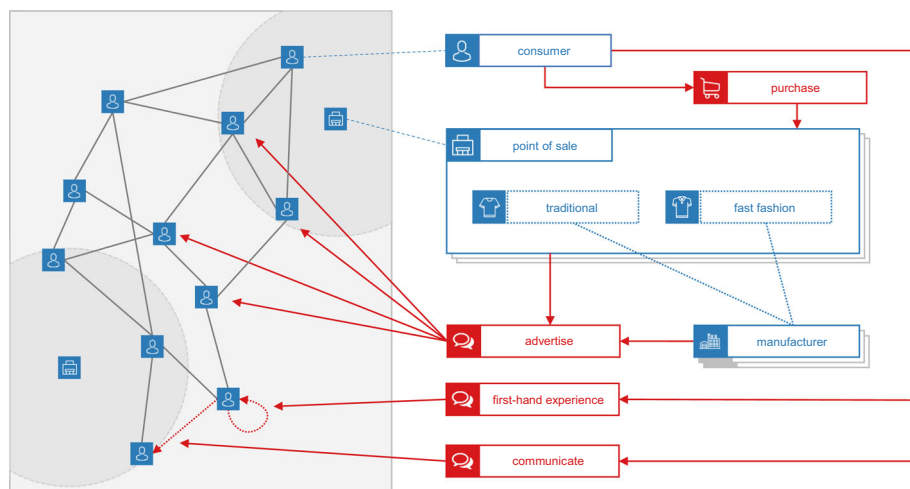 consumer
purchase
point of sale
traditional
fast fashion
advertise
manufacturer
first-hand experience
communicate